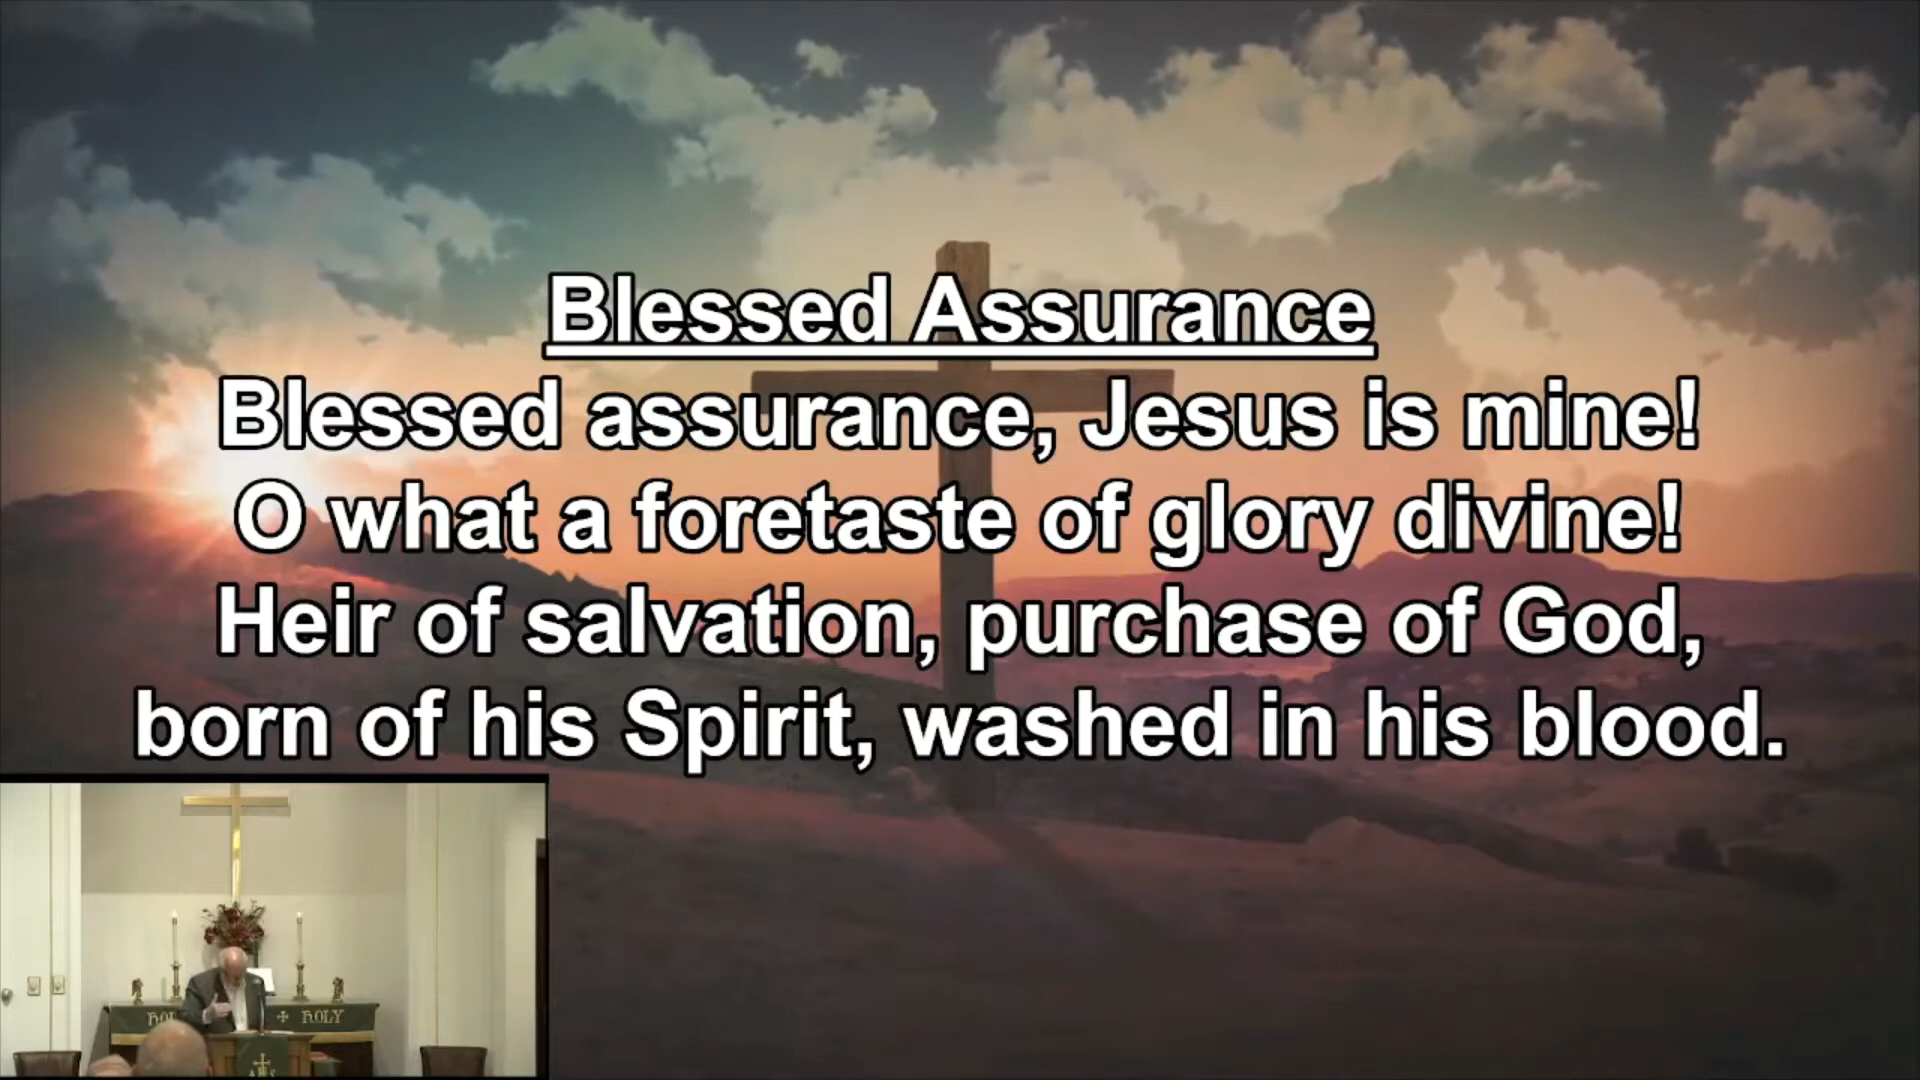 Blessed Assurance
Blessed assurance, Jesus is mine!
O what a foretaste of glory divine!
Heir of salvation, purchase of God,
born of his Spirit, washed in his blood.
HOLY